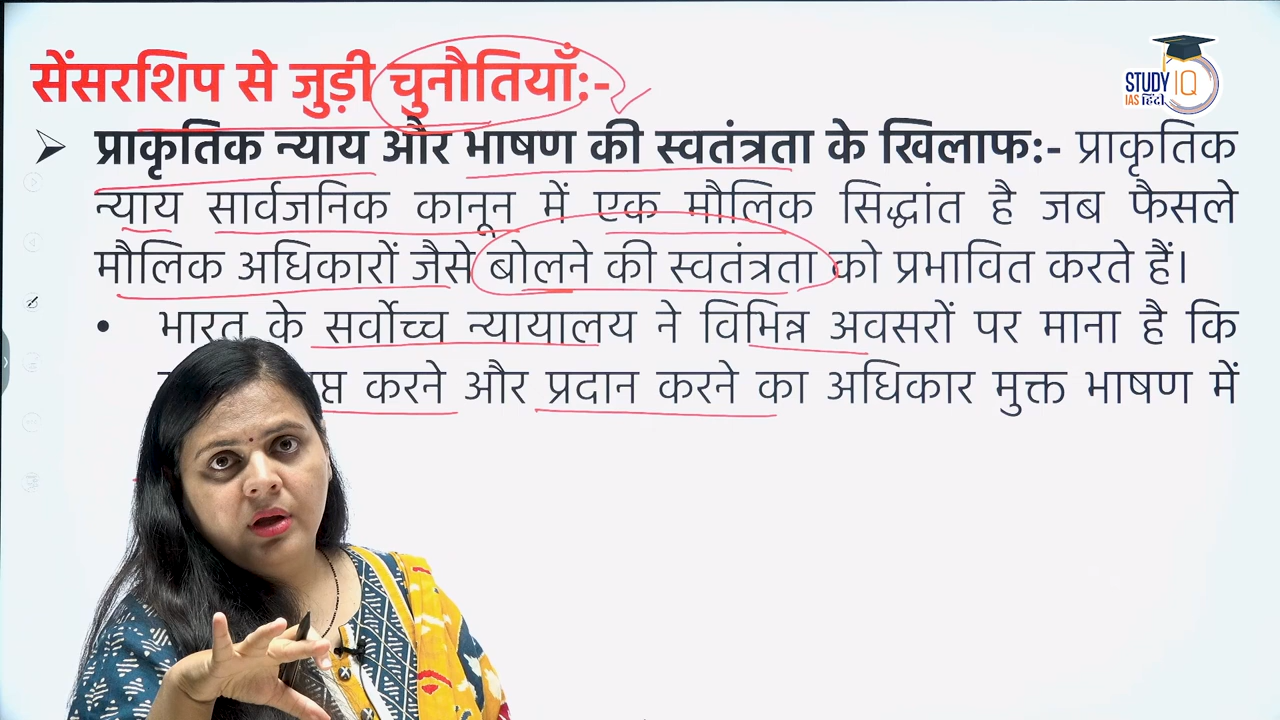 सेंसरशिप से जुड़ी चुनौतियाँ:-
STUDY IQ
IAS हिंदी
प्राकृतिक न्याय और भाषण की स्वतंत्रता के खिलाफ:- प्राकृतिक
न्याय सार्वजनिक कानून में एक मौलिक सिद्धांत है जब फैसले
मौलिक अधिकारों जैसे बोलने की स्वतंत्रता को प्रभावित करते हैं।
• भारत के सर्वोच्च न्यायालय ने विभिन्न अवसरों पर माना है कि
करने और प्रदान करने का अधिकार मुक्त भाषण में